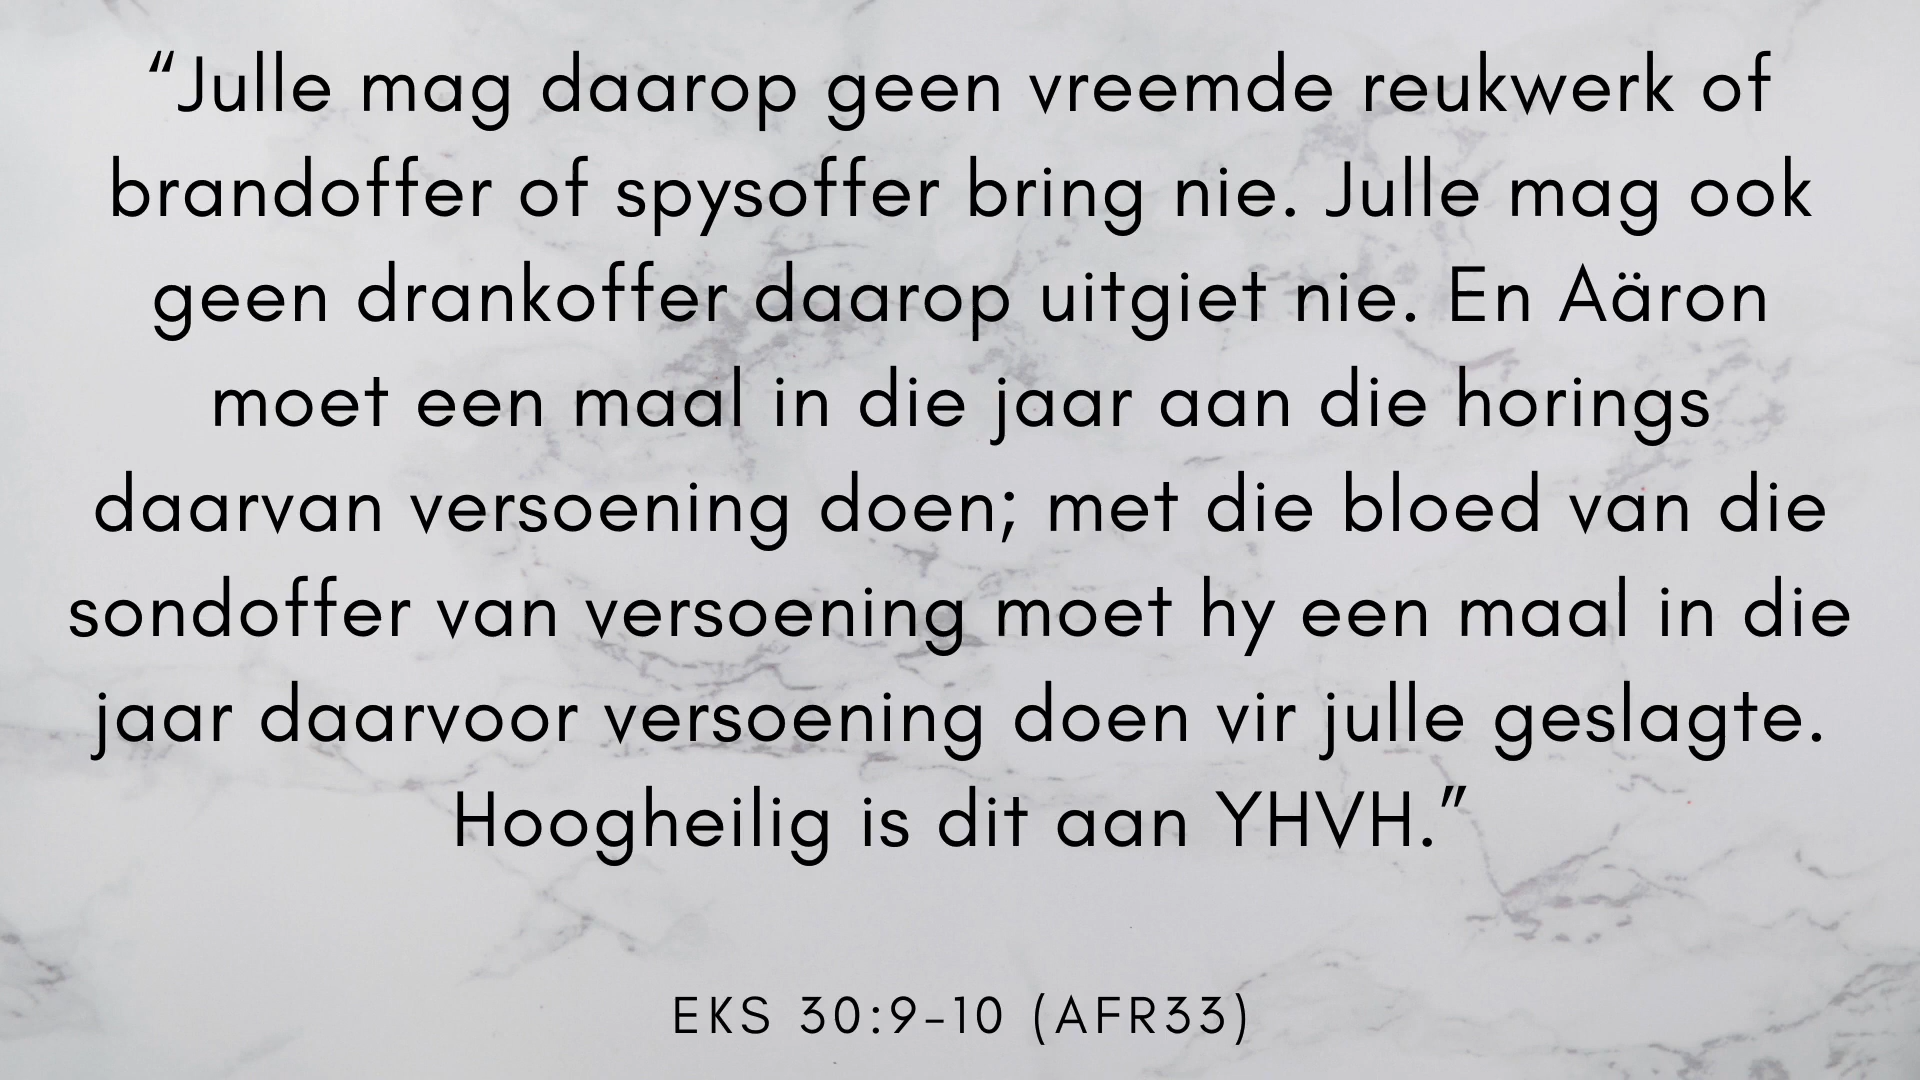 “Julle mag daarop geen vreemde reukwerk of
brandoffer of spysoffer bring nie. Julle mag ook
geen drankoffer daarop uitgiet nie. En Aäron
moet een maal in die jaar aan die horings
daarvan versoening doen; met die bloed van die
sondoffer van versoening moet hy een maal in die
jaar daarvoor versoening doen vir julle geslagte.
Hoogheilig is dit aan YHVH.”
EKS 30:9-10 (AFR33)